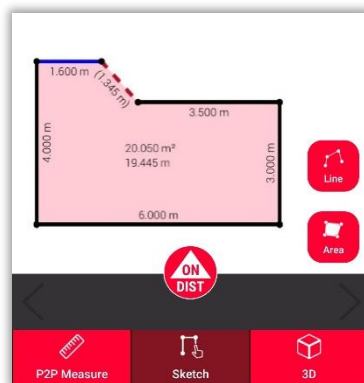 1.600 m
(1.345 m)
3.500 m
4.000 m
20.050 m²
19.445 m
3.000 m
6.000 m
Line
Area
ON
DIST
P2P Measure
Sketch
3D